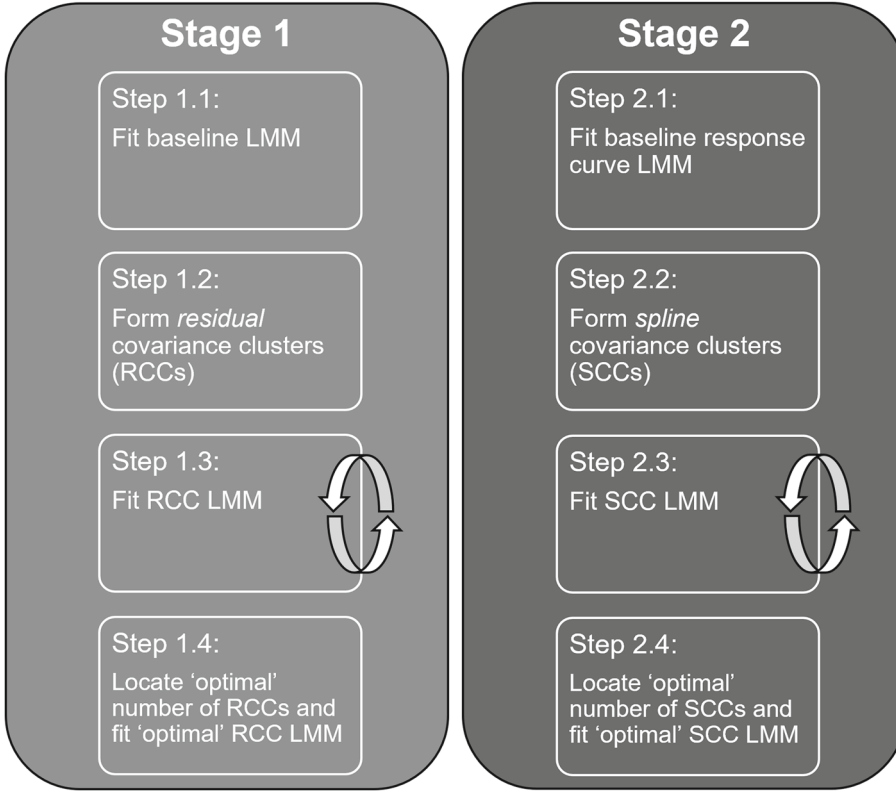 Stage 1
Step 1.1:
Fit baseline LMM
Step 1.2:
Form residual
covariance clusters
(RCCs)
Step 1.3:
Fit RCC LMM
Step 1.4:
Locate ‘optimal’
number of RCCs and
fit ‘optimal’ RCC LMM
Stage 2
Step 2.1:
Fit baseline response
curve LMM
Step 2.2:
Form spline
covariance clusters
(SCCs)
Step 2.3:
Fit SCC LMM
Step 2.4:
Locate ‘optimal’
number of SCCs and
fit ‘optimal’ SCC LMM